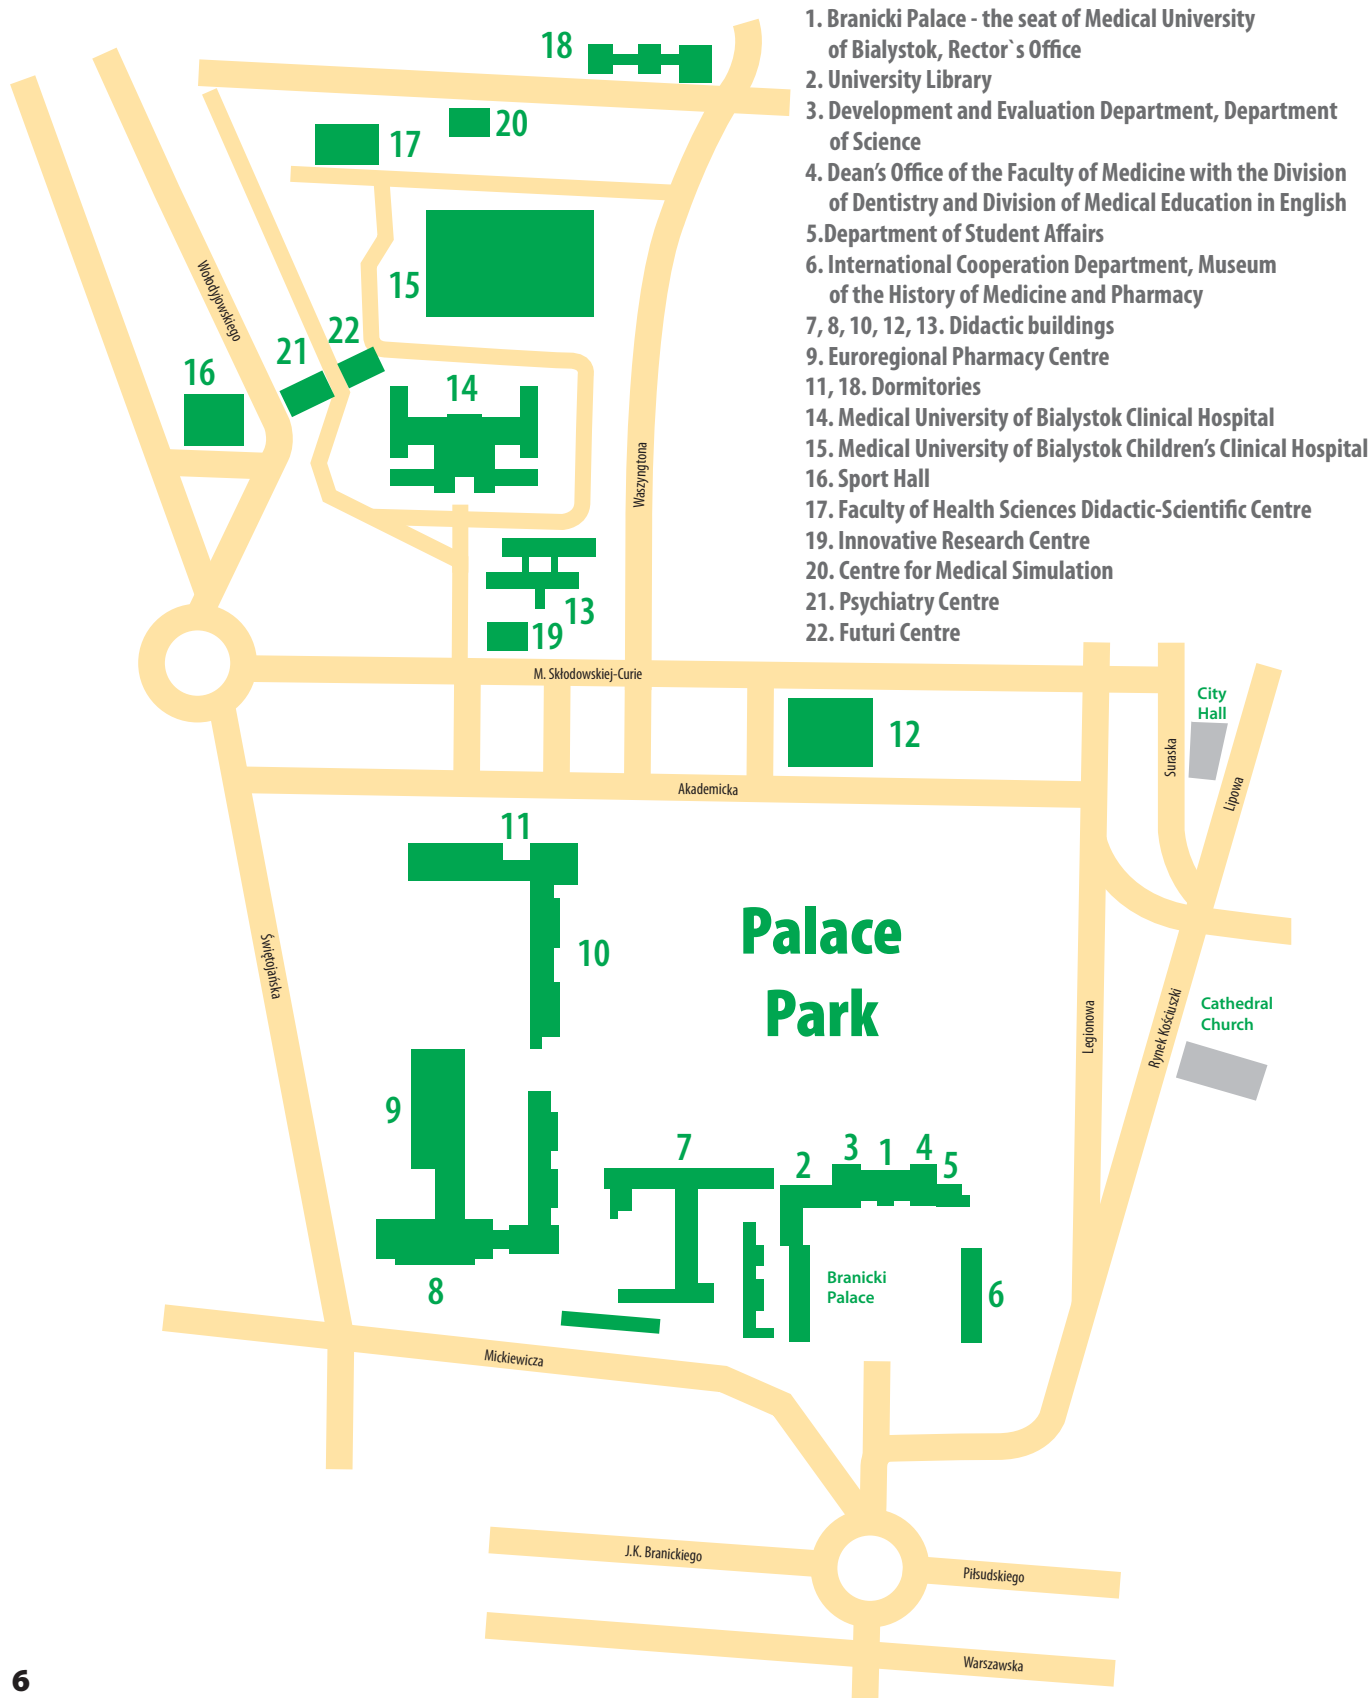 1. Branicki Palace - the seat of Medical University
of Bialystok, Rector`s Office
2. University Library
3. Development and Evaluation Department, Department
of Science
4. Dean’s Office of the Faculty of Medicine with the Division
of Dentistry and Division of Medical Education in English
5.Department of Student Affairs
6. International Cooperation Department, Museum
of the History of Medicine and Pharmacy
7, 8, 10, 12, 13. Didactic buildings
9. Euroregional Pharmacy Centre
11, 18. Dormitories
14. Medical University of Bialystok Clinical Hospital
15. Medical University of Bialystok Children’s Clinical Hospital
16. Sport Hall
17. Faculty of Health Sciences Didactic-Scientific Centre
19. Innovative Research Centre
20. Centre for Medical Simulation
21. Psychiatry Centre
22. Futuri Centre
18
20
17
15
Wołodyjowskiego
22
21
16
14
Waszyngtona
13
19
M. Skłodowskiej-Curie
City
Hall
12
Suraska
Lipowa
Akademicka
11
Palace
Park
10
Świętojańska
Legionowa
Rynek Kościuszki
Cathedral
Church
9
7
2
3
1
4
5
Branicki
Palace
6
8
Mickiewicza
J.K. Branickiego
Piłsudskiego
Warszawska
6